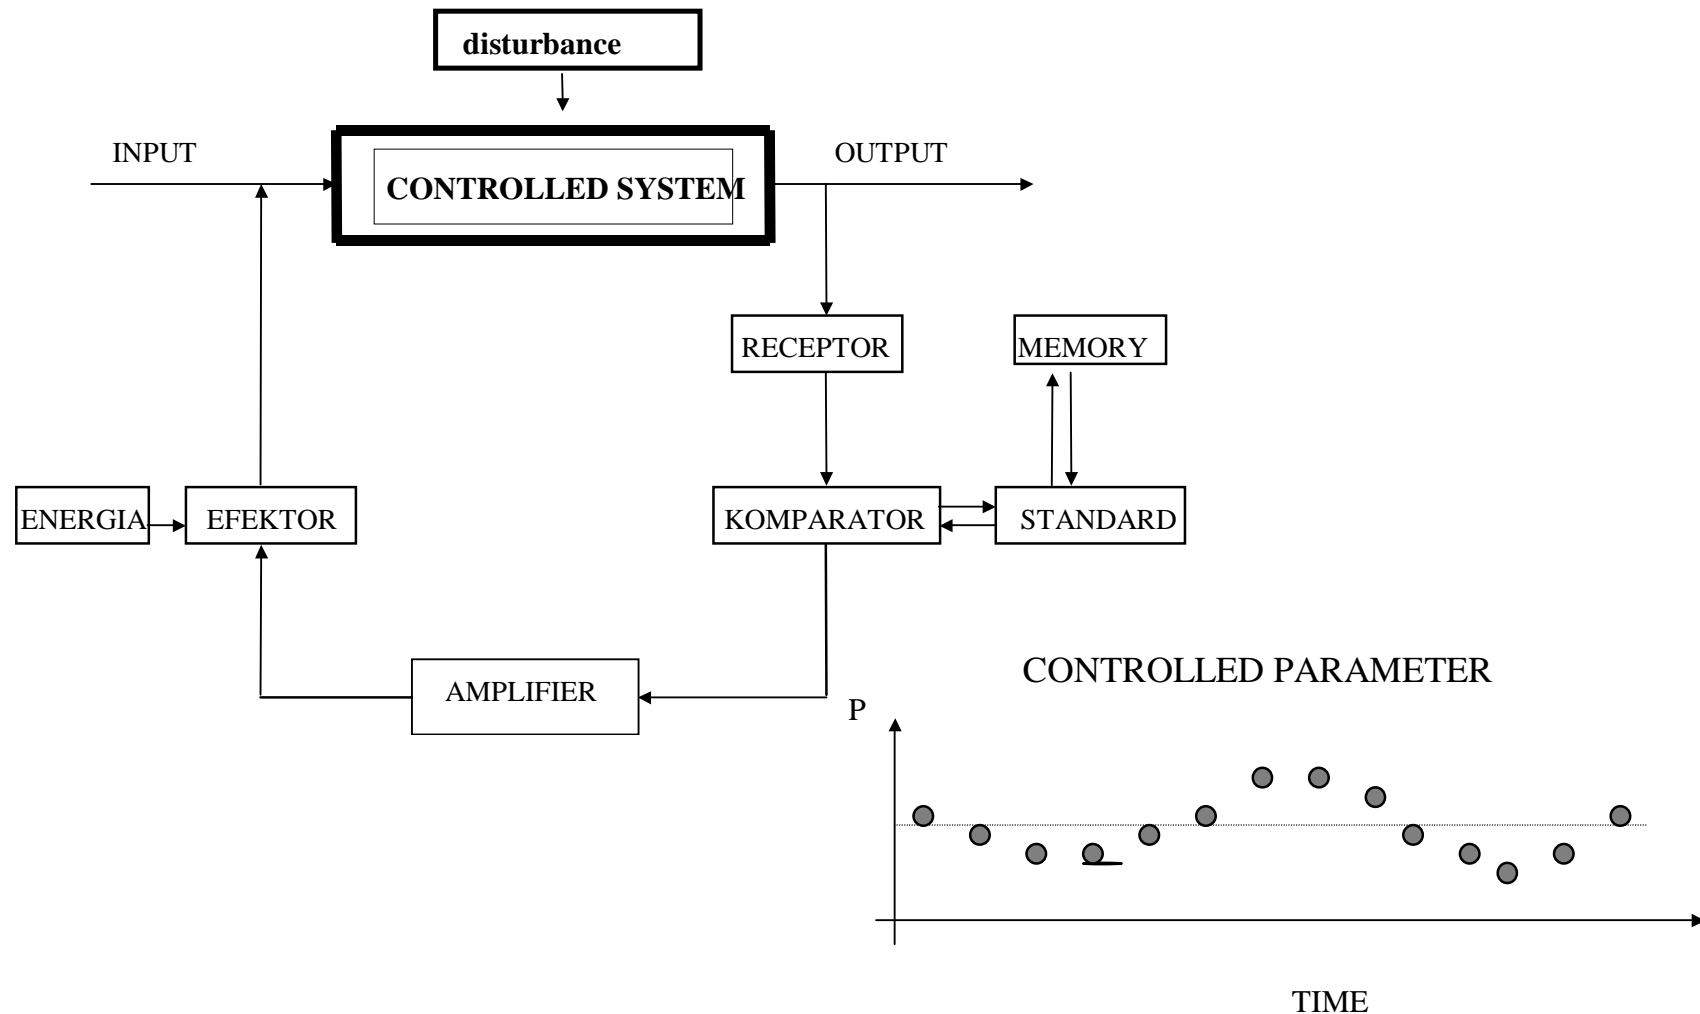 disturbance
INPUT
OUTPUT
CONTROLLED SYSTEM
RECEPTOR
MEMORY
ENERGIA
EFEKTOR
KOMPARATOR
STANDARD
AMPLIFIER
CONTROLLED PARAMETER
P
TIME